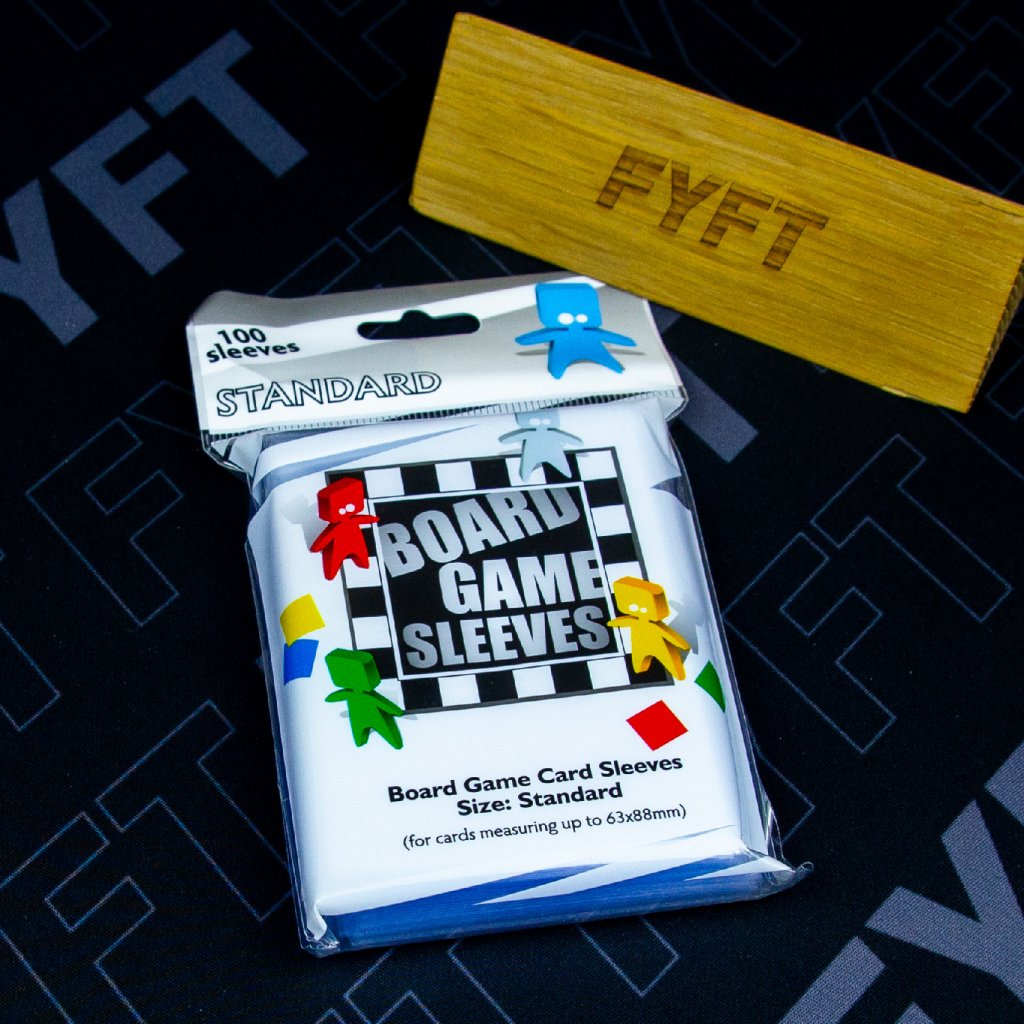 FYFT
FYFT
100
sleeves
STANDARD
BOARD
GAME
SLEEVES
Board Game Card Sleeves
Size: Standard
(for cards measuring up to 63x88mm)